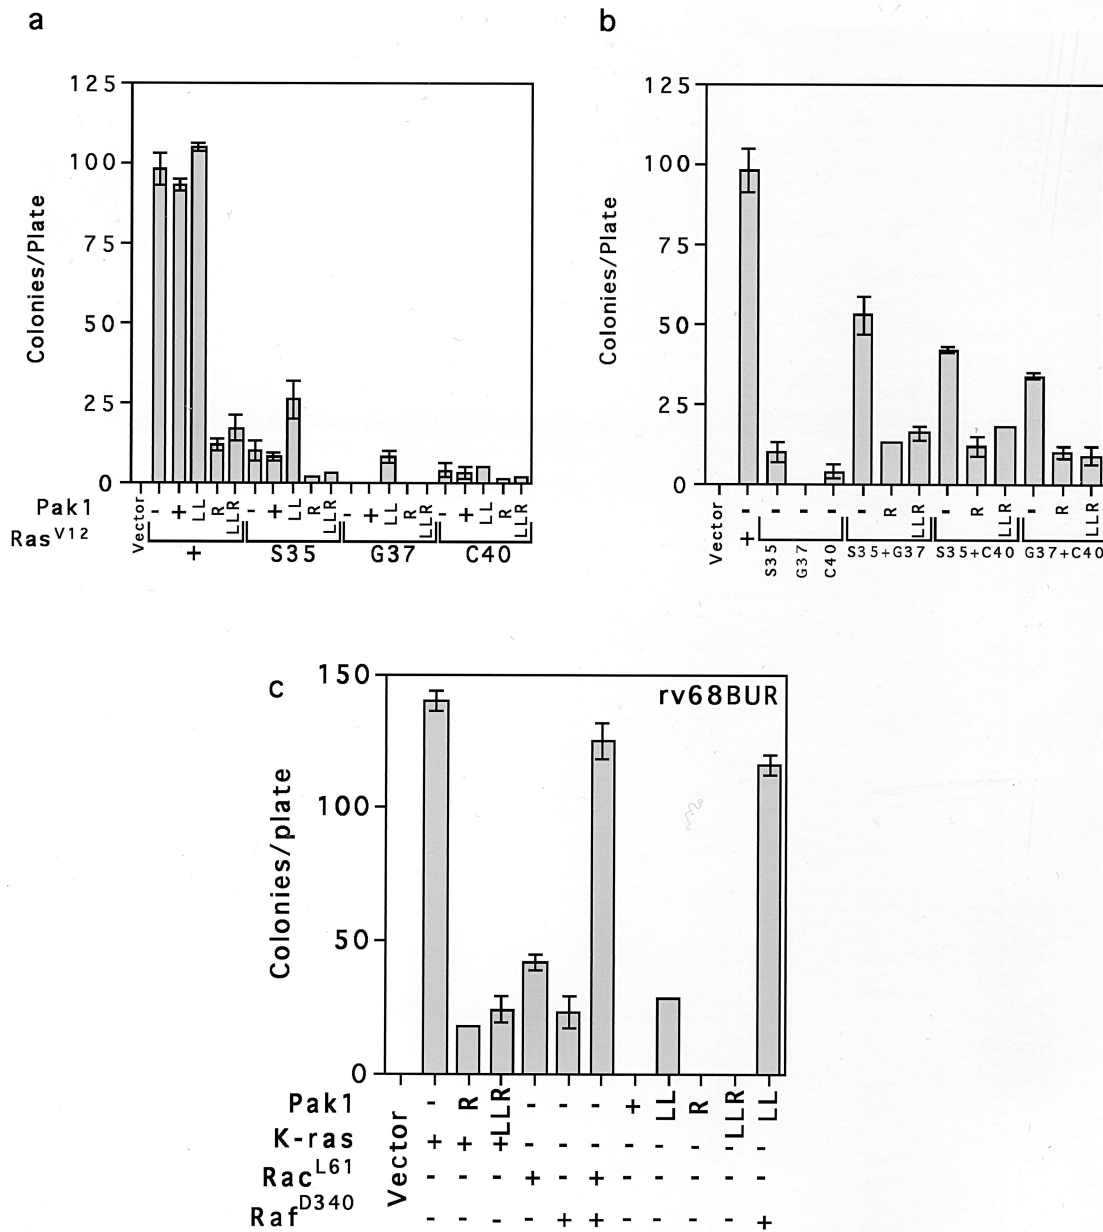 a
125
100
75
50
25
0
Colonies/Plate
Pak1 - + LL R LLR - + LL R LLR - + LL R LLR - + LL R LLR
Ras V12 Vector + S35 G37 C40
b
125
100
75
50
25
0
Colonies/Plate
- - - - - R LLR - R LLR - R LLR
Vector + S35 G37 C40 S35+G37 S35+C40 G37+C40
c
rv68BUR
150
100
50
0
Colonies/plate
Vector
Pak1 - R LLR - - - + LL R LLR LL
K-ras + + + - - - - - - - -
Rac L61 - - - + - + - - - - -
Raf D340 - - - - + + - - - - +